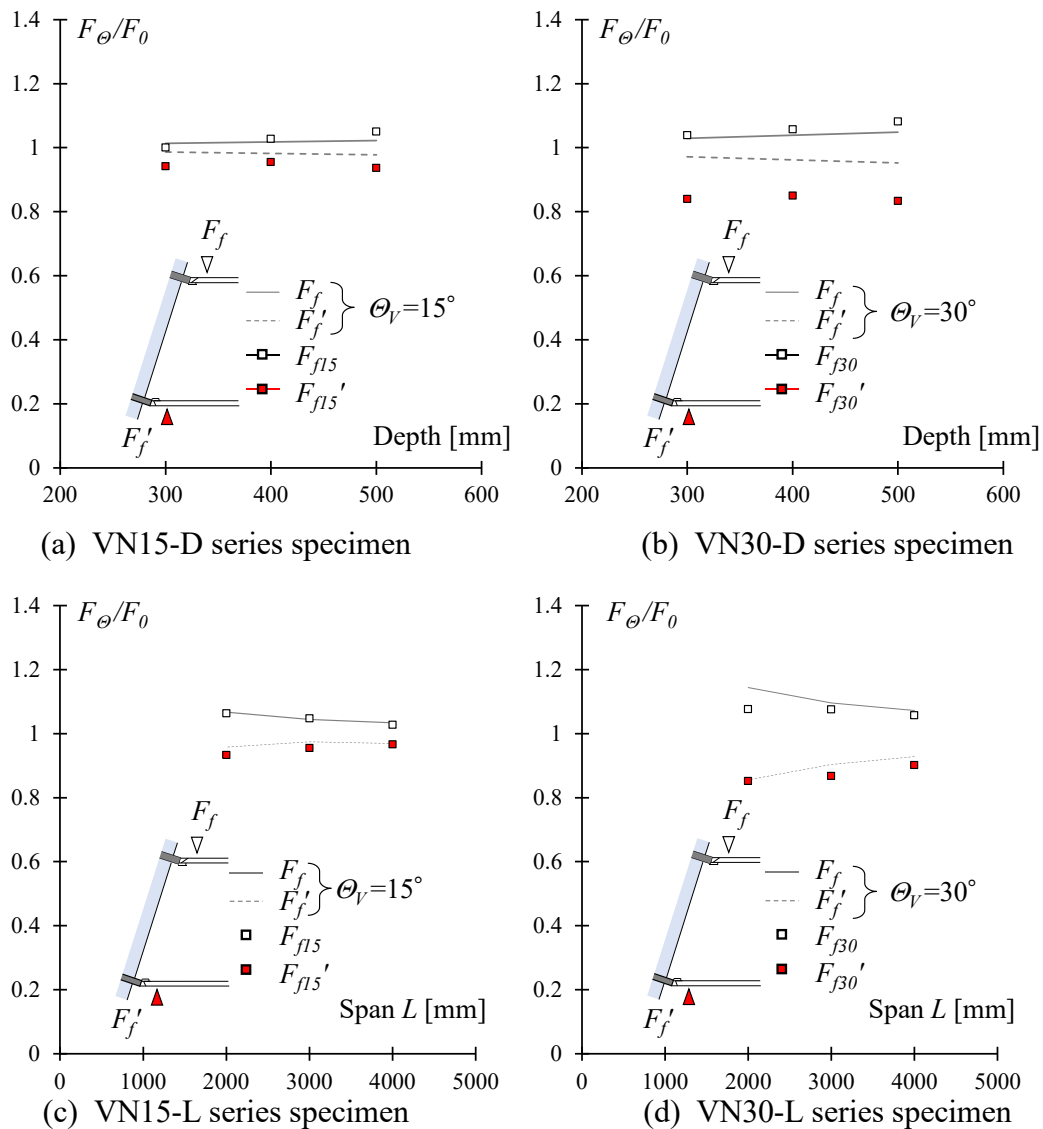 F_Θ/F_0
1.4
1.2
1
0.8
0.6
0.4
0.2
0
200
300
400
500
600
F_f
F_f'
F_f
F_f'
Θ_V=15°
F_f15
F_f15'
Depth [mm]
(a) VN15-D series specimen
F_Θ/F_0
1.4
1.2
1
0.8
0.6
0.4
0.2
0
200
300
400
500
600
F_f
F_f'
F_f
F_f'
Θ_V=30°
F_f30
F_f30'
Depth [mm]
(b) VN30-D series specimen
F_Θ/F_0
1.4
1.2
1
0.8
0.6
0.4
0.2
0
0
1000
2000
3000
4000
5000
F_f
F_f'
F_f
F_f'
Θ_V=15°
F_f15
F_f15'
Span L [mm]
(c) VN15-L series specimen
F_Θ/F_0
1.4
1.2
1
0.8
0.6
0.4
0.2
0
0
1000
2000
3000
4000
5000
F_f
F_f'
F_f
F_f'
Θ_V=30°
F_f30
F_f30'
Span L [mm]
(d) VN30-L series specimen